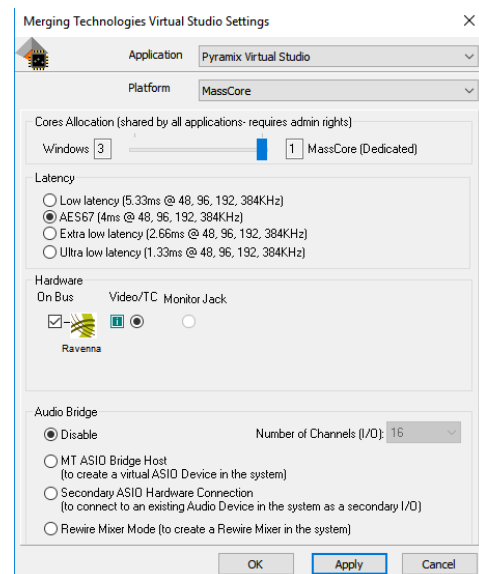 Merging Technologies Virtual Studio Settings
Application Pyramix Virtual Studio
Platform MassCore
Cores Allocation (shared by all applications- requires admin rights)
Windows 3 1 MassCore (Dedicated)
Latency
Low latency (5.33ms @ 48, 96, 192, 384KHz)
AES67 (4ms @ 48, 96, 192, 384KHz)
Extra low latency (2.66ms @ 48, 96, 192, 384KHz)
Ultra low latency (1.33ms @ 48, 96, 192, 384KHz)
Hardware
On Bus Video/TC Monitor Jack
Ravenna
Audio Bridge
Disable Number of Channels (I/O): 16
MT ASIO Bridge Host
(to create a virtual ASIO Device in the system)
Secondary ASIO Hardware Connection
(to connect to an existing Audio Device in the system as a secondary I/O)
Rewire Mixer Mode (to create a Rewire Mixer in the system)
OK Apply Cancel